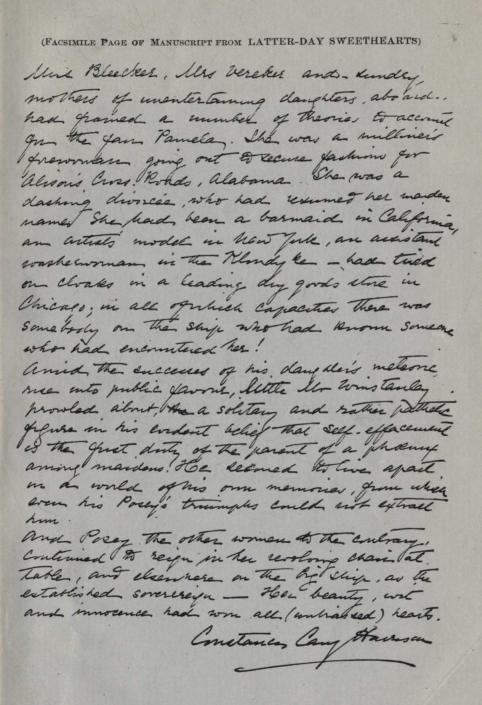 (FACSIMILE PAGE OF MANUSCRIPT FROM LATTER-DAY SWEETHEARTS)
Miss Bleecker, Mrs Vereker and sundry
mothers of unentertaining daughters, aboard..
had framed a number of theories to account
for the fair Pamela. She was a milliner's
forewoman going out to secure fashions for
Alison's Cross Roads, Alabama. She was a
dashing divorcée, who had resumed her maiden
name. She had been a barmaid in California,
an artist's model in New York, an assistant
washerwoman in the Klondyke — had tried
on cloaks in a leading dry goods store in
Chicago; in all of which capacities there was
somebody on the ship who had known someone
who had encountered her!
Amid the successes of his daughter's meteoric
rise into public favour, little Mr Winstanley
prowled about, a solitary and rather pathetic
figure in his evident belief that self-effacement
is the first duty of the parent of a phoenix
among maidens. He seemed to live apart
in a world of his own memories from which
even his Posey's triumphs could not extract
him.
And Posey, the other women to the contrary,
continued to reign in her revolving chair at
table, and elsewhere on the big ship, as the
established sovereign — Her beauty, wit
and innocence had won all (unbiassed) hearts.
Constance Cary Harrison